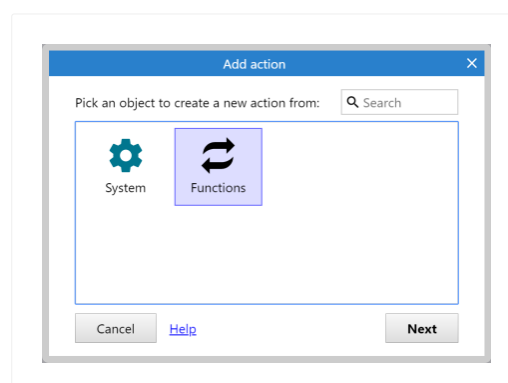 Add action
Pick an object to create a new action from: Search
System Functions
Cancel Help Next